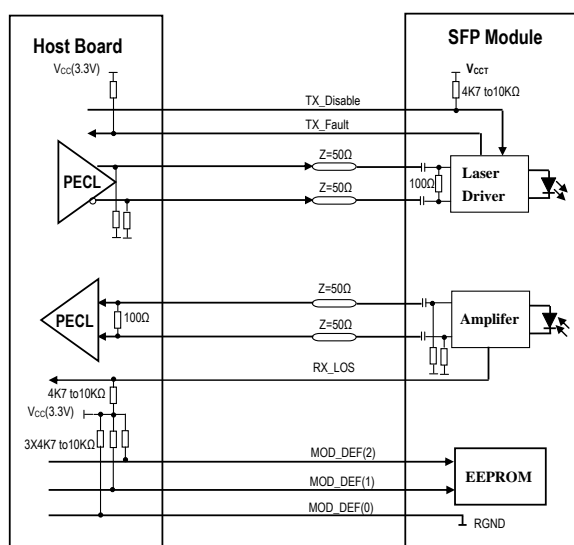 Host Board
SFP Module
VCC(3.3V)
VCCT
4K7 to10KΩ
TX_Disable
TX_Fault
PECL
Z=50Ω
Z=50Ω
100Ω
Laser
Driver
PECL
100Ω
Z=50Ω
Z=50Ω
Amplifer
RX_LOS
4K7 to10KΩ
VCC(3.3V)
3X4K7 to10KΩ
MOD_DEF(2)
MOD_DEF(1)
MOD_DEF(0)
EEPROM
RGND